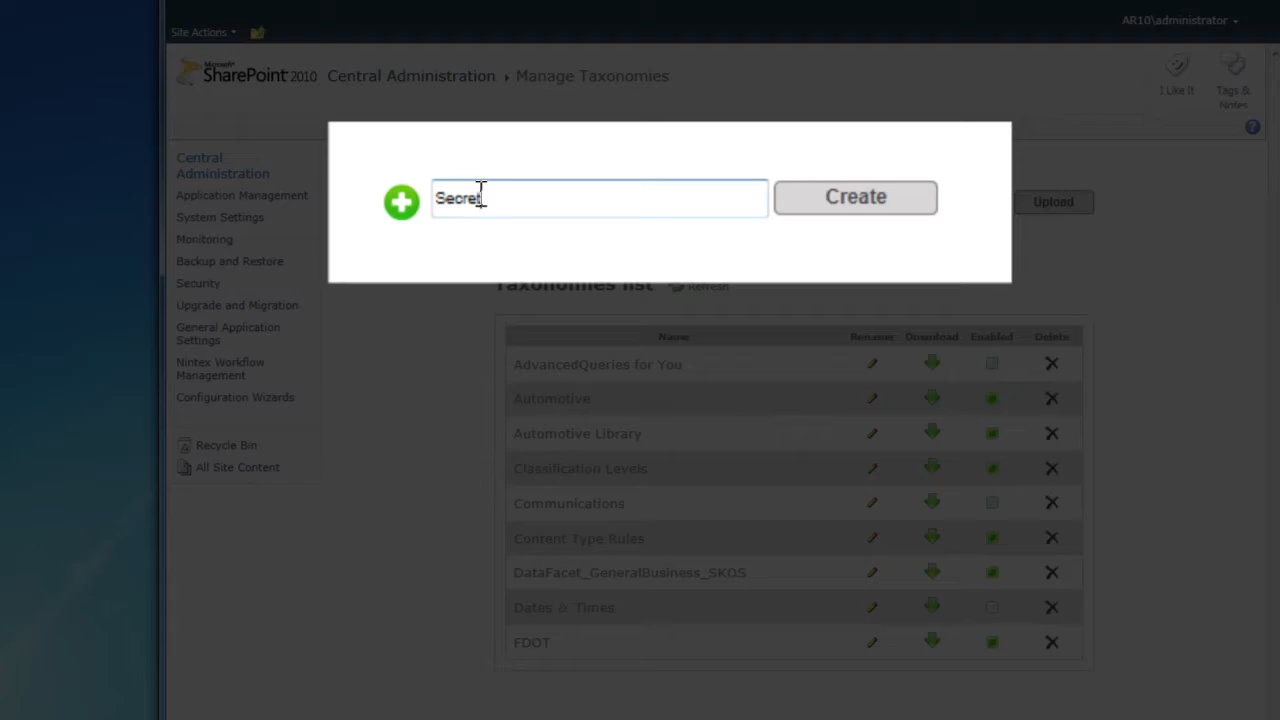 AR10\administrator
Site Actions
Microsoft
SharePoint 2010 Central Administration Manage Taxonomies
I Like It
Tags &
Notes
Central
Administration
Application Management
System Settings
Monitoring
Backup and Restore
Security
Upgrade and Migration
General Application
Settings
Nintex Workflow
Management
Configuration Wizards
Recycle Bin
All Site Content
Secret
Create
Upload
Taxonomies list Refresh
Name Rename Download Enabled Delete
AdvancedQueries for You
Automotive
Automotive Library
Classification Levels
Communications
Content Type Rules
DataFacet_GeneralBusiness_SKOS
Dates & Times
FDOT